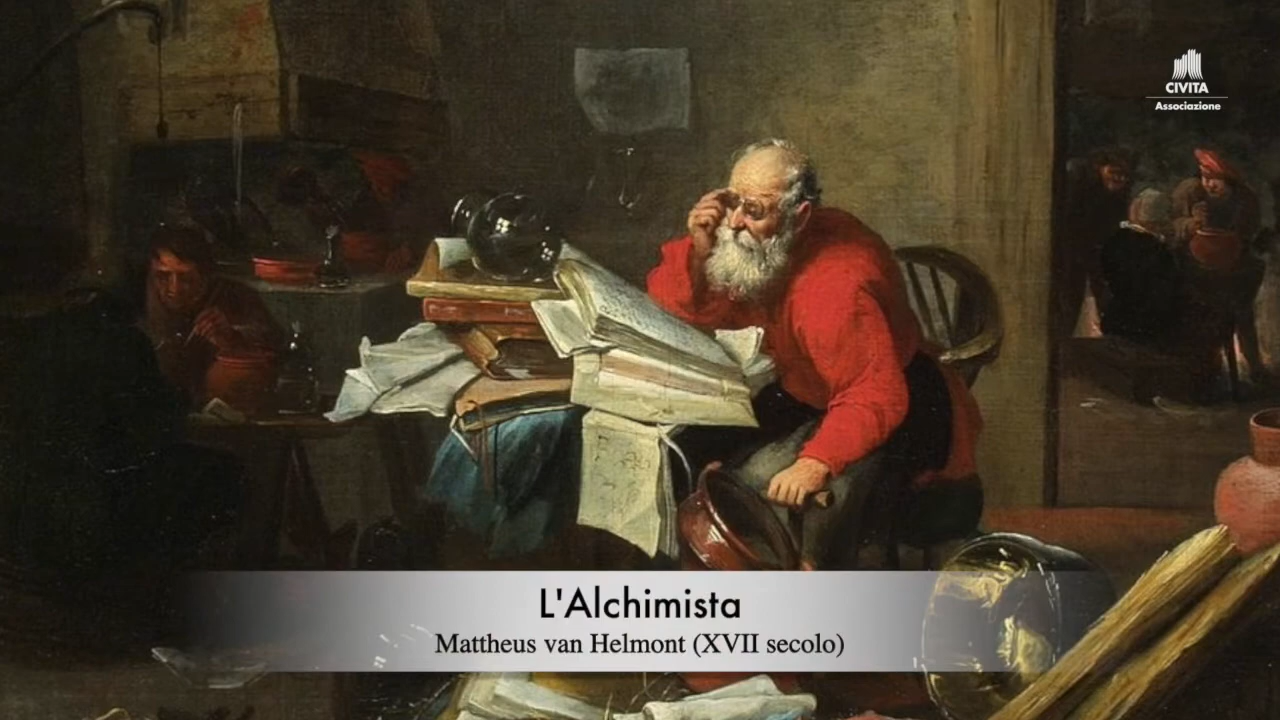 CIVITA
Associazione
L'Alchimista
Mattheus van Helmont (XVII secolo)